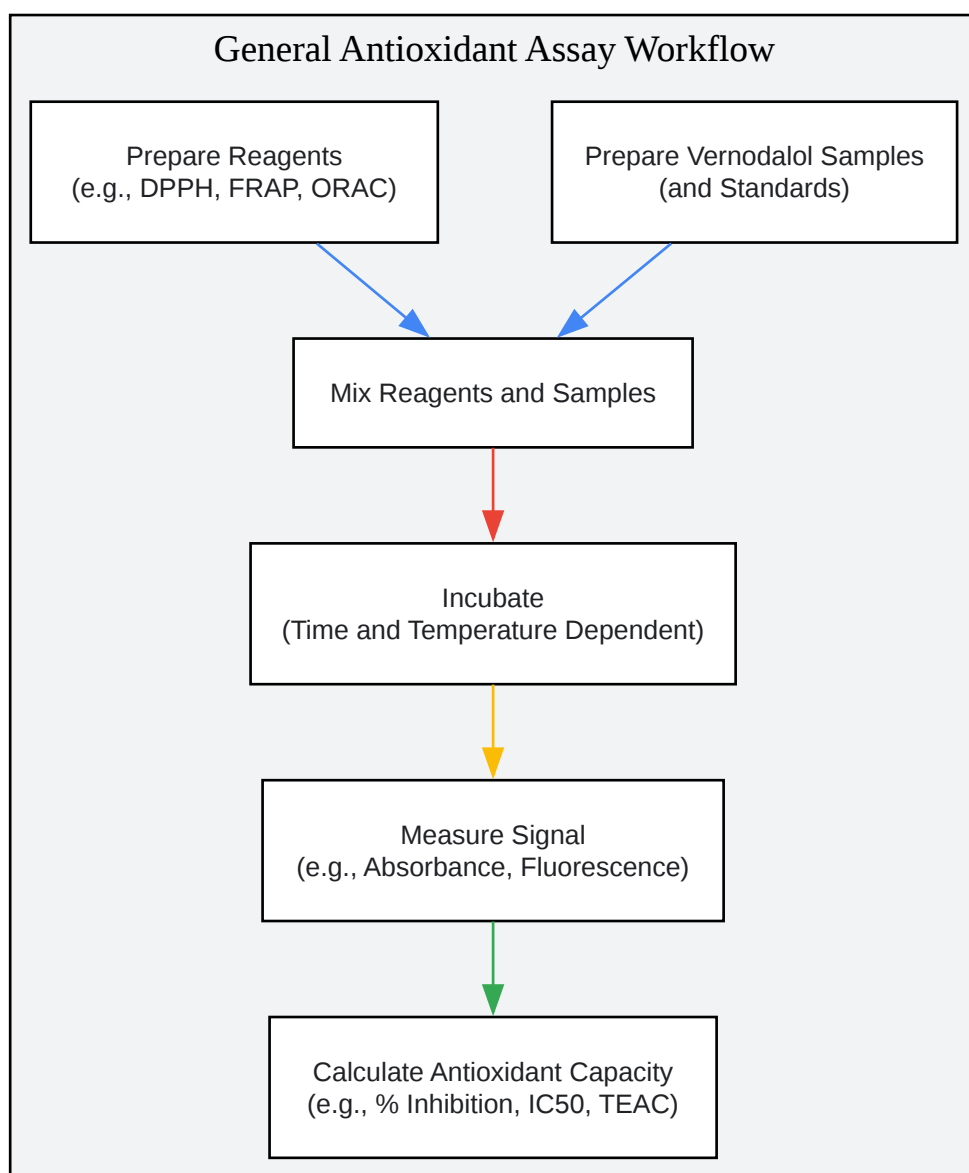 General Antioxidant Assay Workflow
Prepare Reagents
(e.g., DPPH, FRAP, ORAC)
Prepare Vernodalol Samples
(and Standards)
Mix Reagents and Samples
Incubate
(Time and Temperature Dependent)
Measure Signal
(e.g., Absorbance, Fluorescence)
Calculate Antioxidant Capacity
(e.g., % Inhibition, IC50, TEAC)